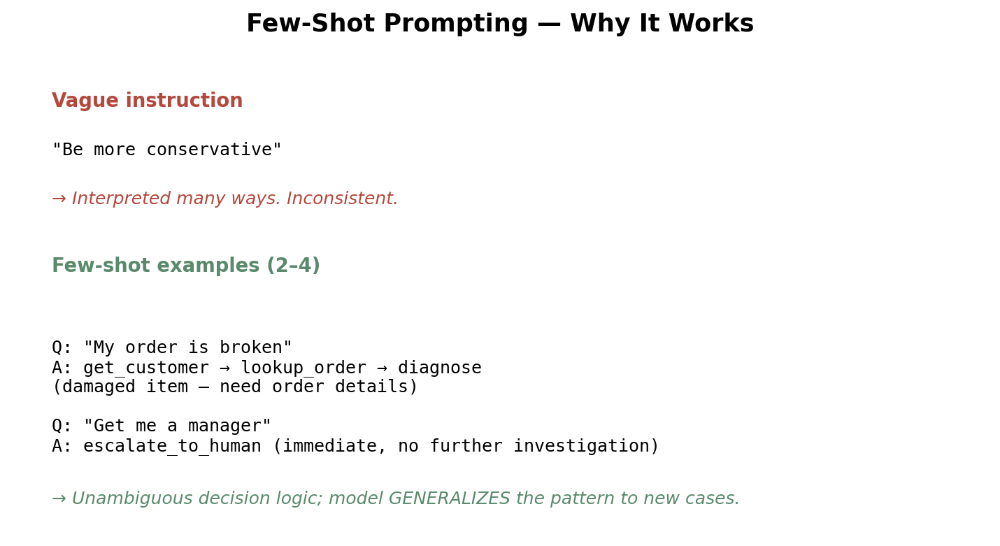 Few-Shot Prompting — Why It Works
Vague instruction
"Be more conservative"
→ Interpreted many ways. Inconsistent.
Few-shot examples (2–4)
Q: "My order is broken"
A: get_customer → lookup_order → diagnose
(damaged item — need order details)
Q: "Get me a manager"
A: escalate_to_human (immediate, no further investigation)
→ Unambiguous decision logic; model GENERALIZES the pattern to new cases.